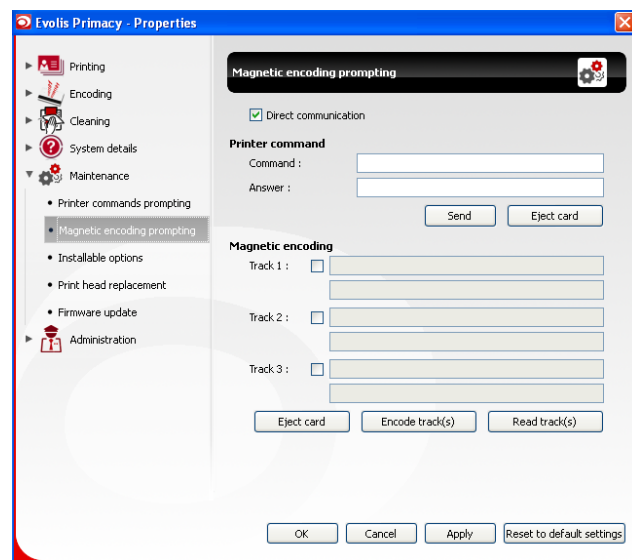 Evolis Primacy - Properties
Printing
Encoding
Cleaning
System details
Maintenance
Printer commands prompting
Magnetic encoding prompting
Installable options
Print head replacement
Firmware update
Administration
Magnetic encoding prompting
Direct communication
Printer command
Command :
Answer :
Send Eject card
Magnetic encoding
Track 1 :
Track 2 :
Track 3 :
Eject card Encode track(s) Read track(s)
OK Cancel Apply Reset to default settings